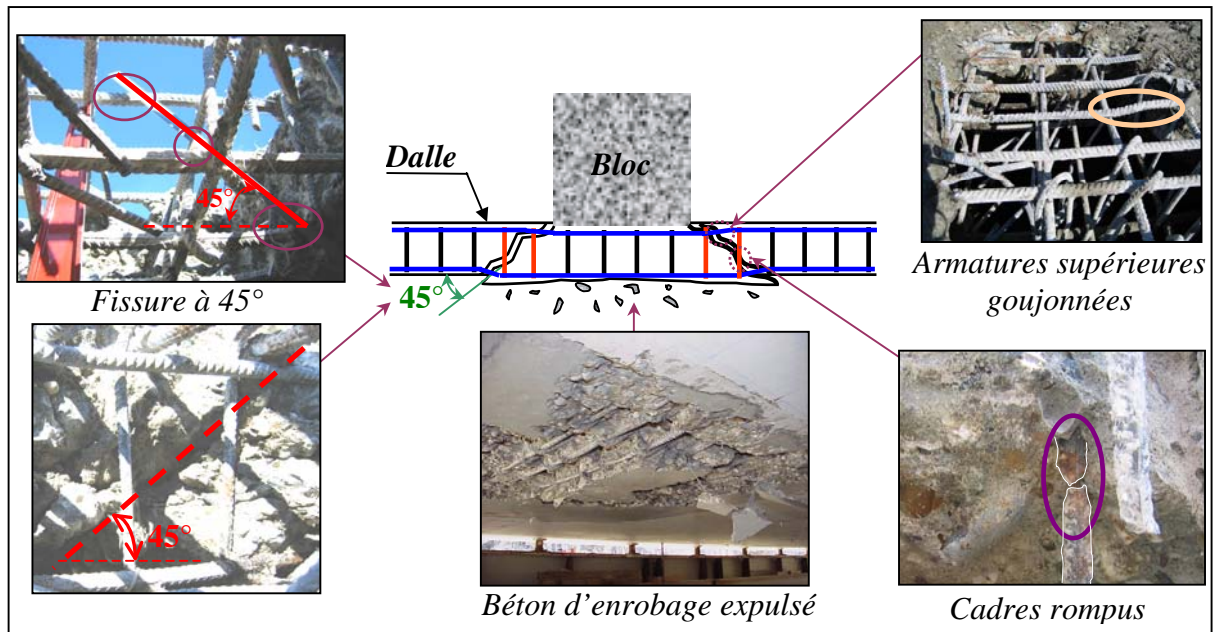 45°
Fissure à 45°
45°
Dalle
Bloc
45°
Béton d'enrobage expulsé
Armatures supérieures
goujonnées
Cadres rompus